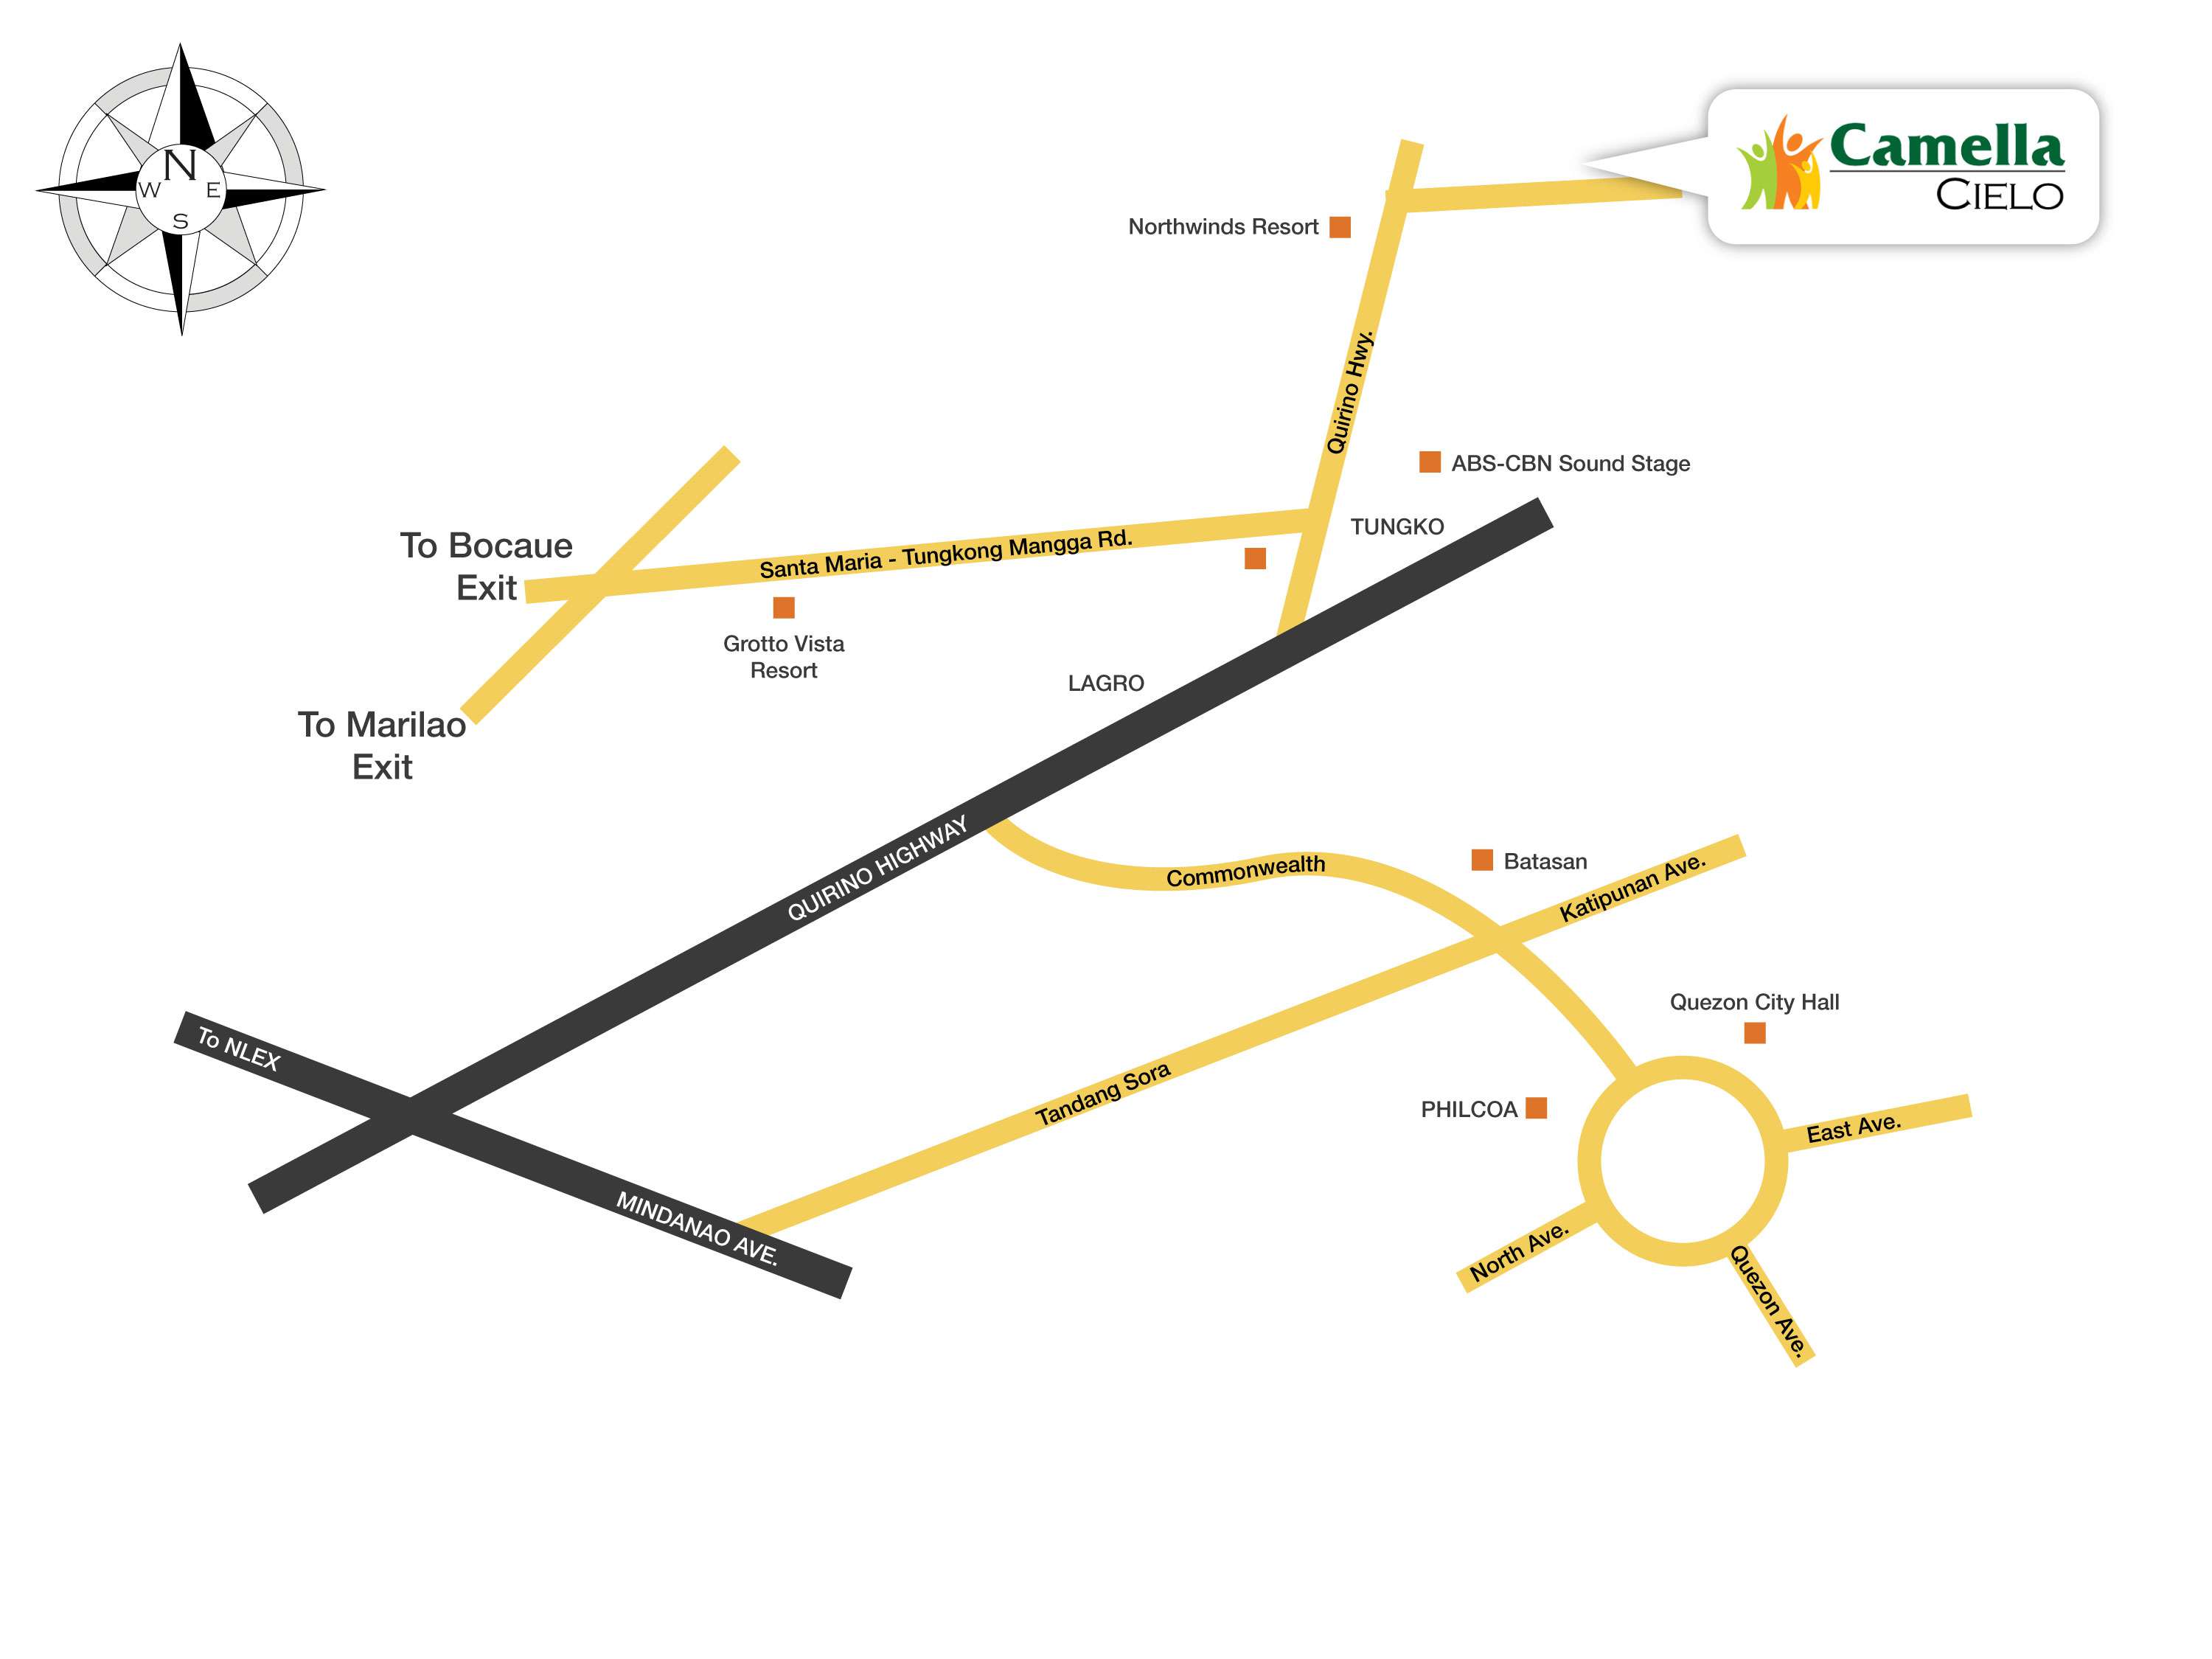 N
W E
S
Camella
CIELO
Northwinds Resort
Quirino Hwy.
ABS-CBN Sound Stage
TUNGKO
To Bocaue
Exit
Santa Maria - Tungkong Mangga Rd.
Grotto Vista
Resort
LAGRO
To Marilao
Exit
QUIRINO HIGHWAY
Commonwealth
Batasan
Katipunan Ave.
Quezon City Hall
To NLEX
Tandang Sora
PHILCOA
East Ave.
MINDANAO AVE.
North Ave.
Quezon Ave.